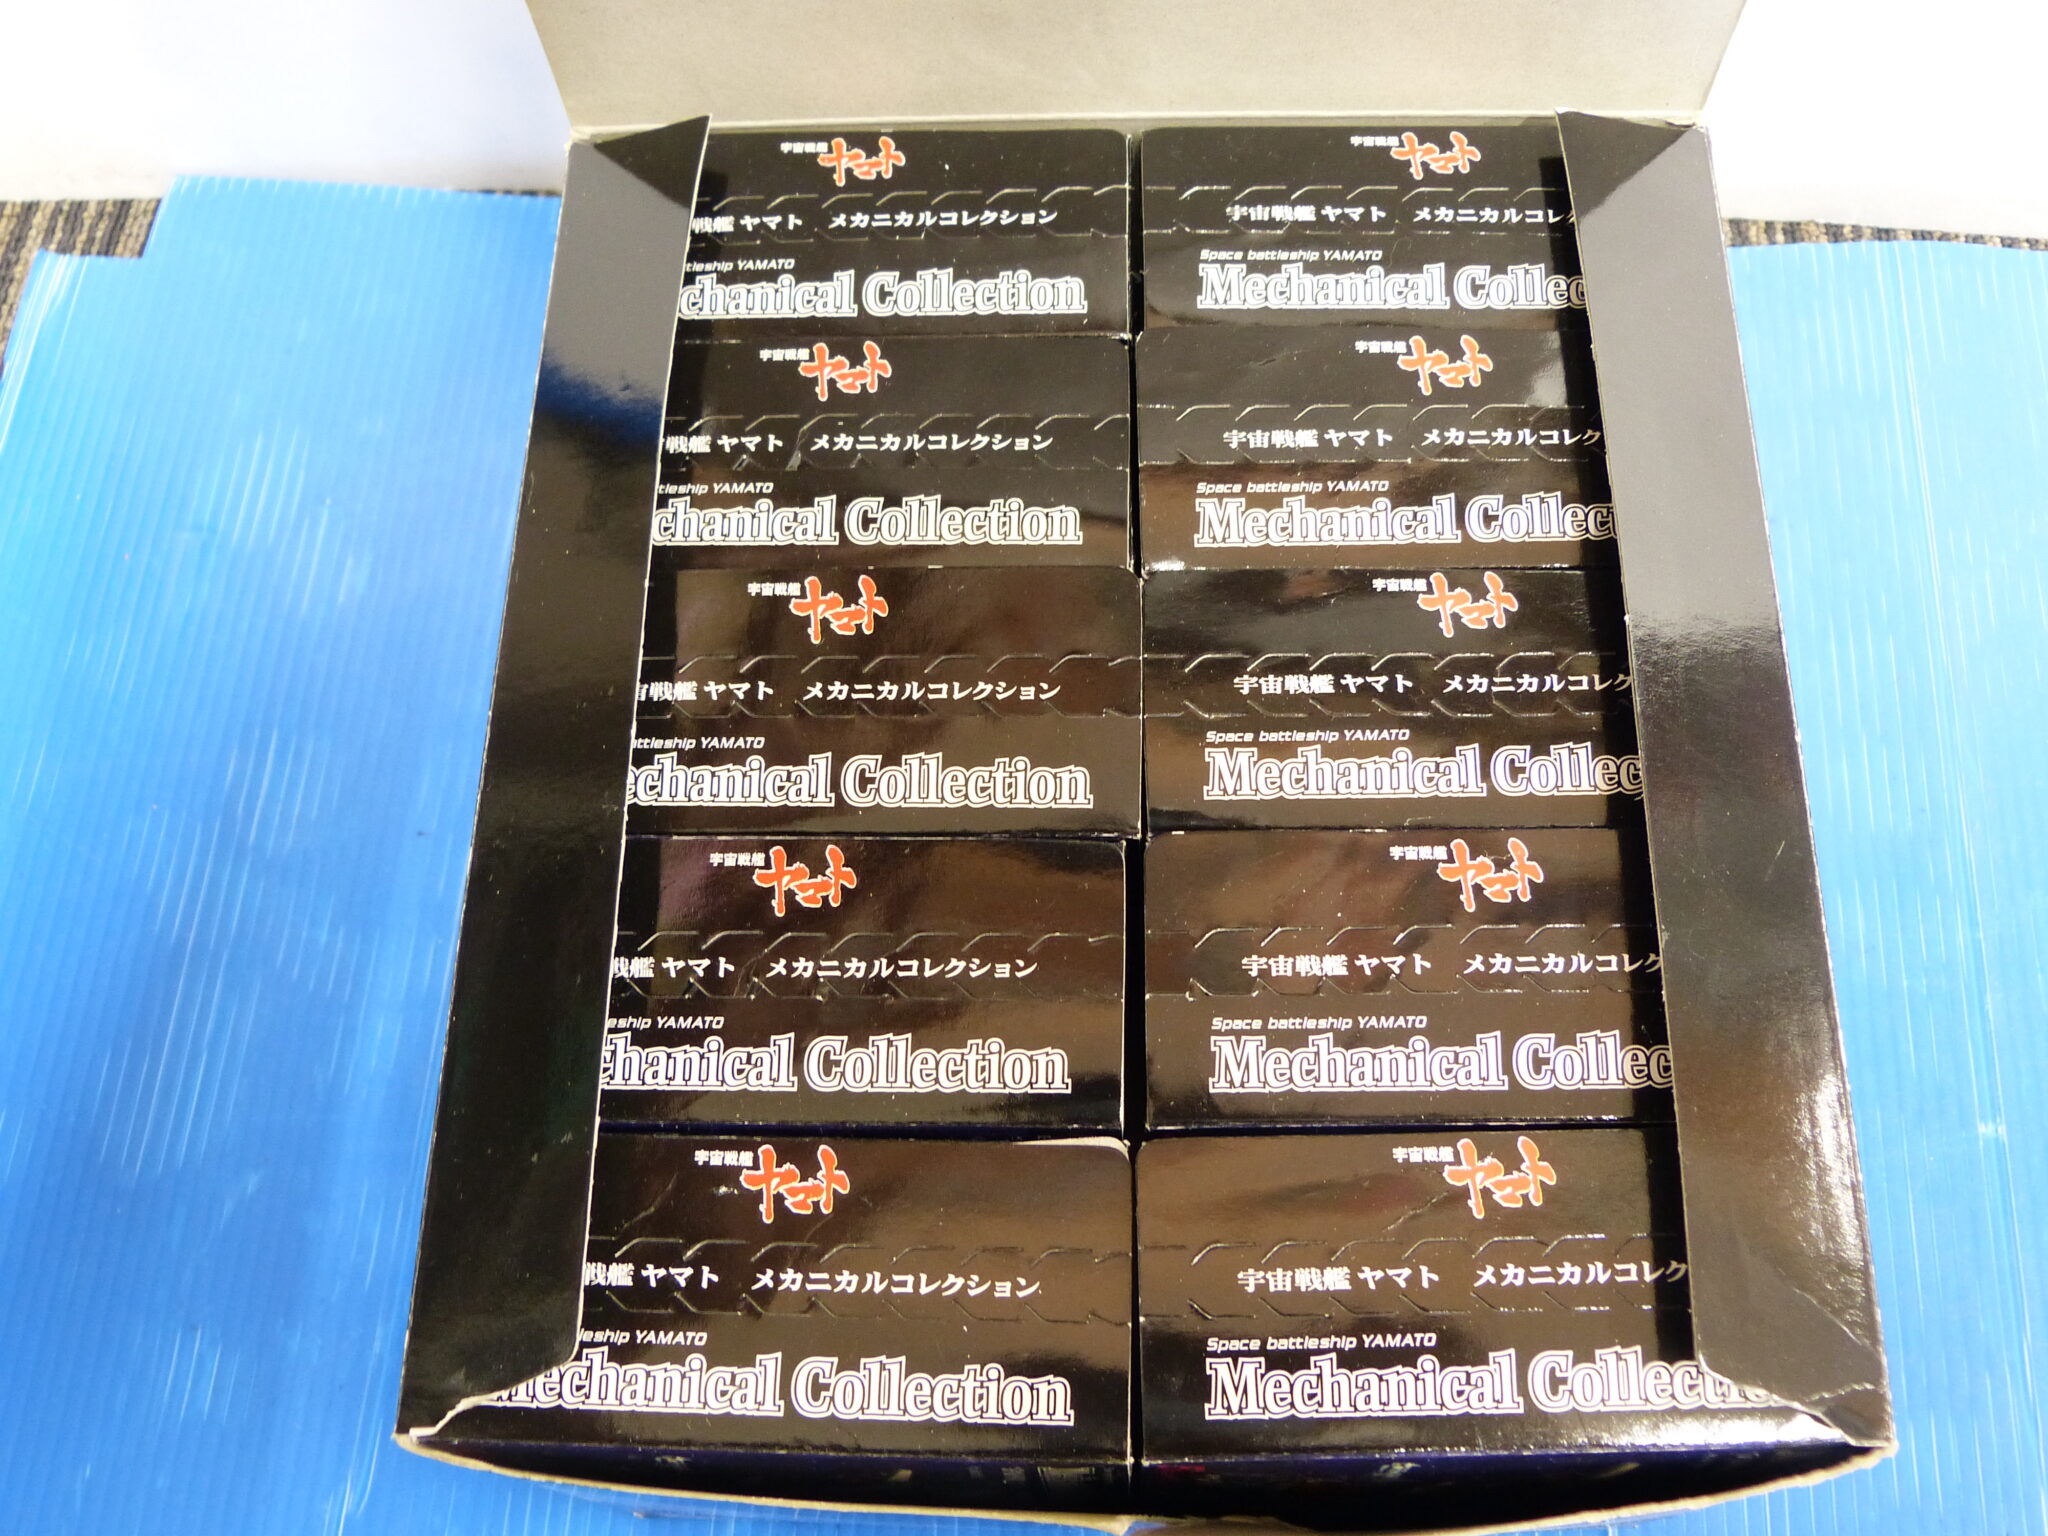 宇宙戦艦 ヤマト
戦艦 ヤマト メカニカルコレクション
ttleship YAMATO
chanical Collection
宇宙戦艦 ヤマト
宇宙戦艦 ヤマト メカニカルコレ
Space battleship YAMATO
Mechanical Collec
宇宙戦艦 ヤマト
戦艦 ヤマト メカニカルコレクション
tleship YAMATO
chanical Collection
宇宙戦艦 ヤマト
宇宙戦艦 ヤマト メカニカルコレク
Space battleship YAMATO
Mechanical Collect
宇宙戦艦 ヤマト
宙戦艦 ヤマト メカニカルコレクション
attleship YAMATO
echanical Collection
宇宙戦艦 ヤマト
宇宙戦艦 ヤマト メカニカルコレク
Space battleship YAMATO
Mechanical Collec
宇宙戦艦 ヤマト
戦艦 ヤマト メカニカルコレクション
eship YAMATO
chanical Collection
宇宙戦艦 ヤマト
宇宙戦艦 ヤマト メカニカルコレク
Space battleship YAMATO
Mechanical Collec
宇宙戦艦 ヤマト
戦艦 ヤマト メカニカルコレクション
leship YAMATO
Mechanical Collection
宇宙戦艦 ヤマト
宇宙戦艦 ヤマト メカニカルコレク
Space battleship YAMATO
Mechanical Collectio